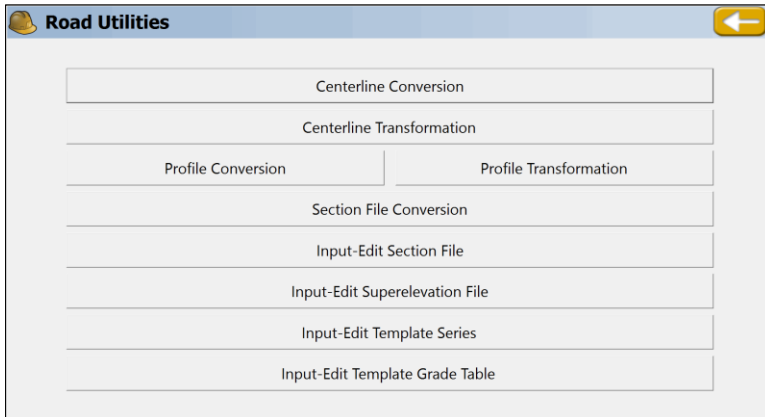 Road Utilities
Centerline Conversion
Centerline Transformation
Profile Conversion
Profile Transformation
Section File Conversion
Input-Edit Section File
Input-Edit Superelevation File
Input-Edit Template Series
Input-Edit Template Grade Table